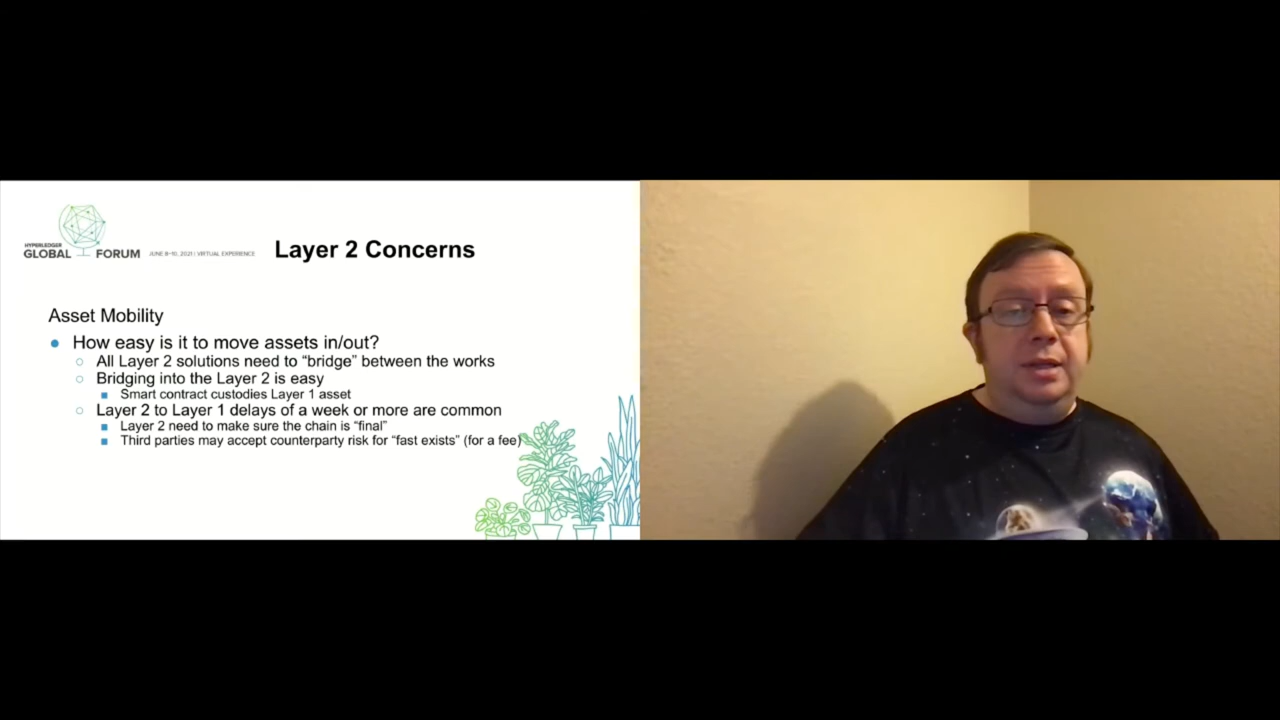 HYPERLEDGER
GLOBAL FORUM
JUNE 8-10, 2021 | VIRTUAL EXPERIENCE
Layer 2 Concerns
Asset Mobility
How easy is it to move assets in/out?
All Layer 2 solutions need to “bridge” between the works
Bridging into the Layer 2 is easy
Smart contract custodies Layer 1 asset
Layer 2 to Layer 1 delays of a week or more are common
Layer 2 need to make sure the chain is “final”
Third parties may accept counterparty risk for “fast exists” (for a fee)